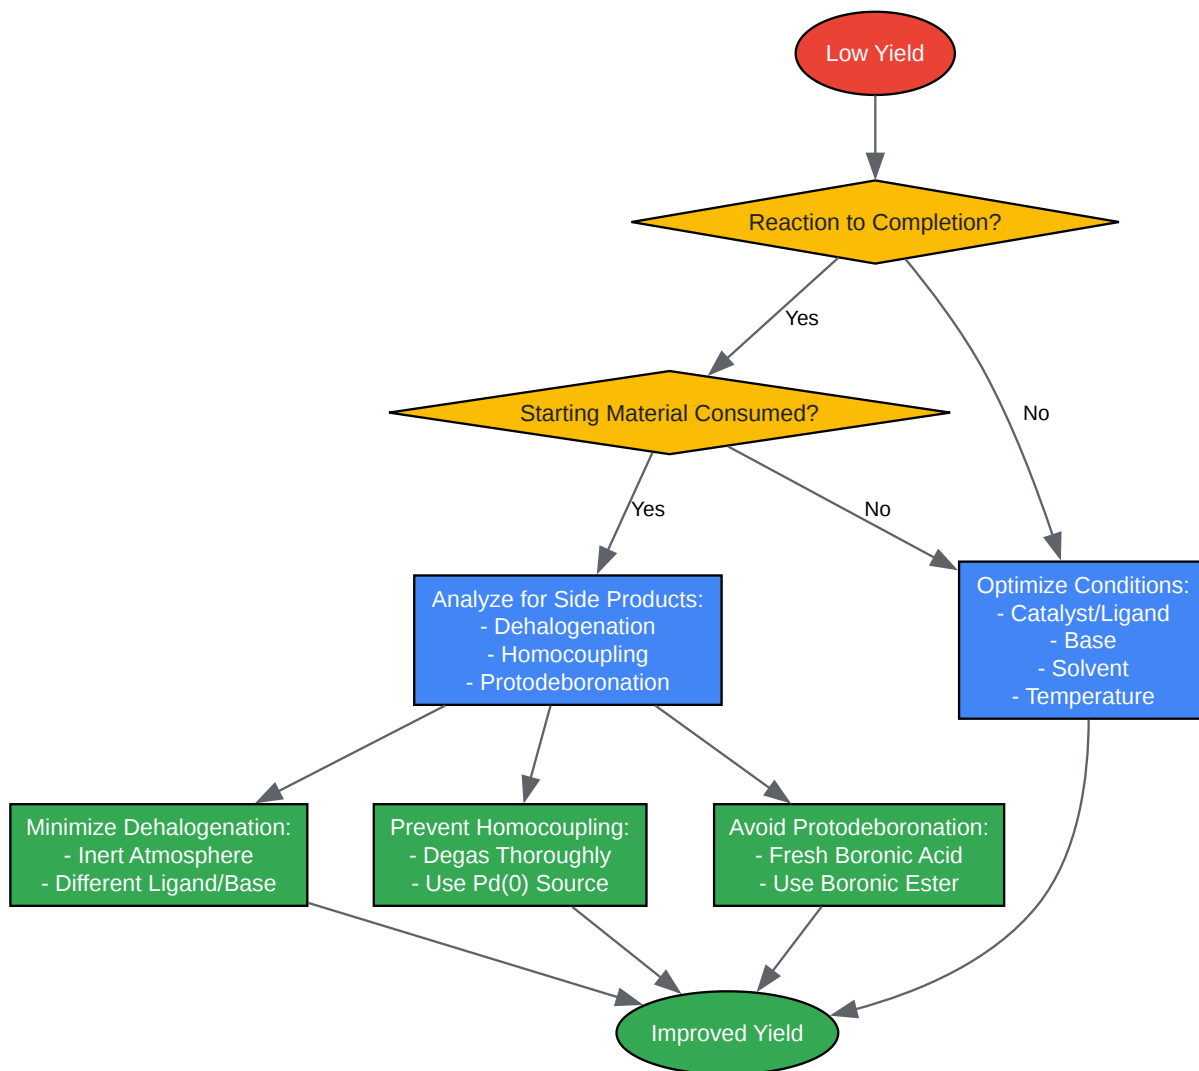 Low Yield
Reaction to Completion?
Yes
No
Starting Material Consumed?
Yes
No
Analyze for Side Products:
- Dehalogenation
- Homocoupling
- Protodeboronation
Optimize Conditions:
- Catalyst/Ligand
- Base
- Solvent
- Temperature
Minimize Dehalogenation:
- Inert Atmosphere
- Different Ligand/Base
Prevent Homocoupling:
- Degas Thoroughly
- Use Pd(0) Source
Avoid Protodeboronation:
- Fresh Boronic Acid
- Use Boronic Ester
Improved Yield